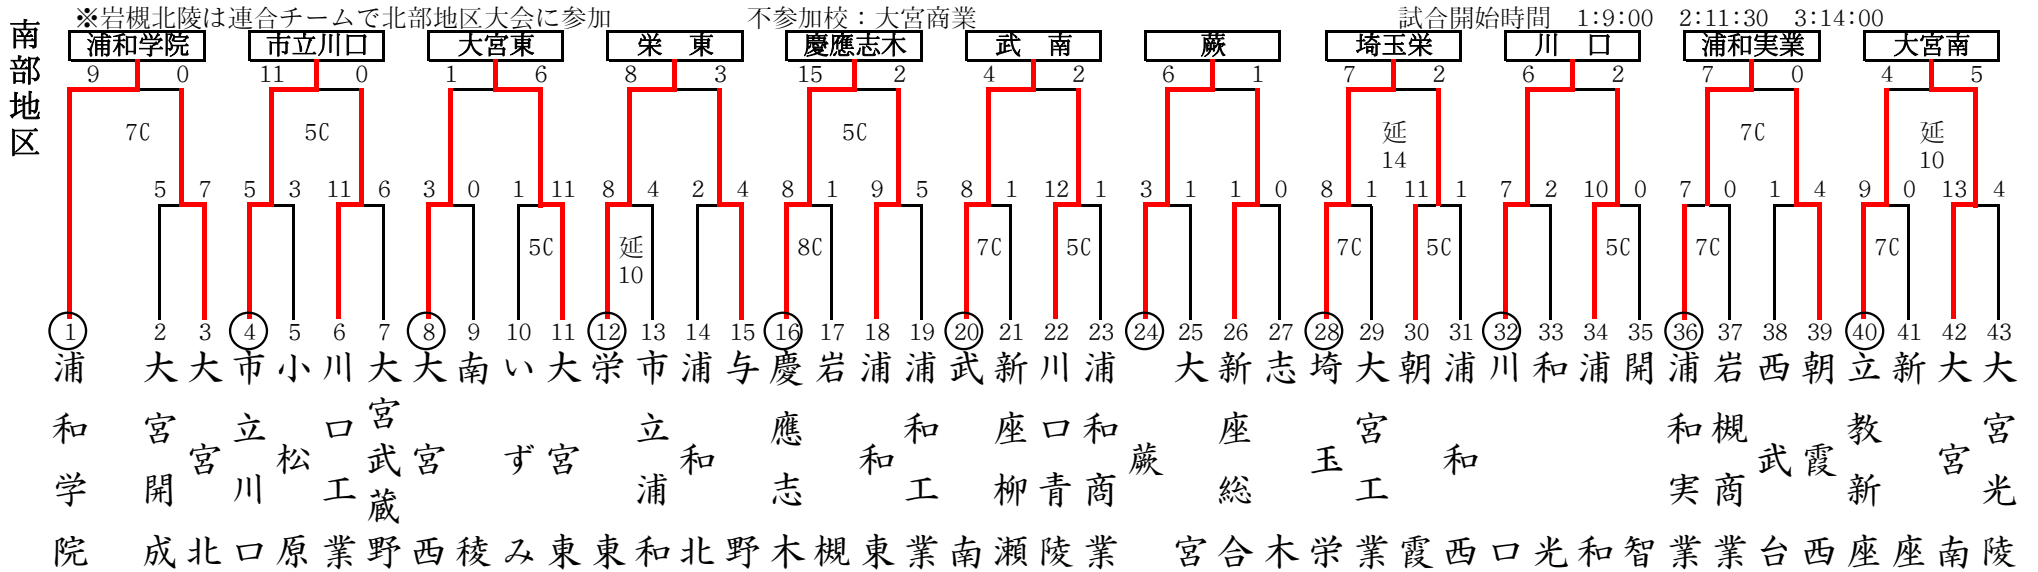 ※岩槻北陵は連合チームで北部地区大会に参加　不参加校：大宮商業　試合開始時間　1:9:00　2:11:30　3:14:00
南部地区
浦和学院　市立川口　大宮東　栄　東　慶應志木　武　南　蕨　埼玉栄　川　口　浦和実業　大宮南
9 0 11 0 1 6 8 3 15 2 4 2 6 1 7 2 6 2 7 0 4 5
7C 5C 5C 延 7C 延
14 10
5 7 5 3 11 6 3 0 1 11 8 4 2 4 8 1 9 5 8 1 12 1 3 1 1 0 8 1 11 1 7 2 10 0 7 0 1 4 9 0 13 4
5C 延 8C 7C 5C 7C 5C 5C 7C 7C
10
1 2 3 4 5 6 7 8 9 10 11 12 13 14 15 16 17 18 19 20 21 22 23 24 25 26 27 28 29 30 31 32 33 34 35 36 37 38 39 40 41 42 43
浦和学院
大宮開成
大宮北
市立川口
小松原
川口工業
大宮武蔵野
大宮西
南稜
いずみ
大宮東
栄東
市立浦和
浦和北
与野
慶應志木
岩槻
浦和東
浦和工業
武南
新座柳瀬
川口青陵
浦和商業
蕨
大宮
新座総合
志木
埼玉栄
大宮工業
朝霞
浦和西
川口
和光
浦和
開智
浦和実業
岩槻商業
西武台
朝霞西
立教新座
新座
大宮南
大宮光陵